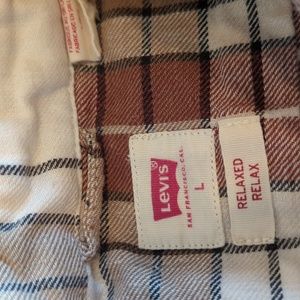 Levi's
SAN FRANCISCO, CAL.
L
RELAXED
RELAX